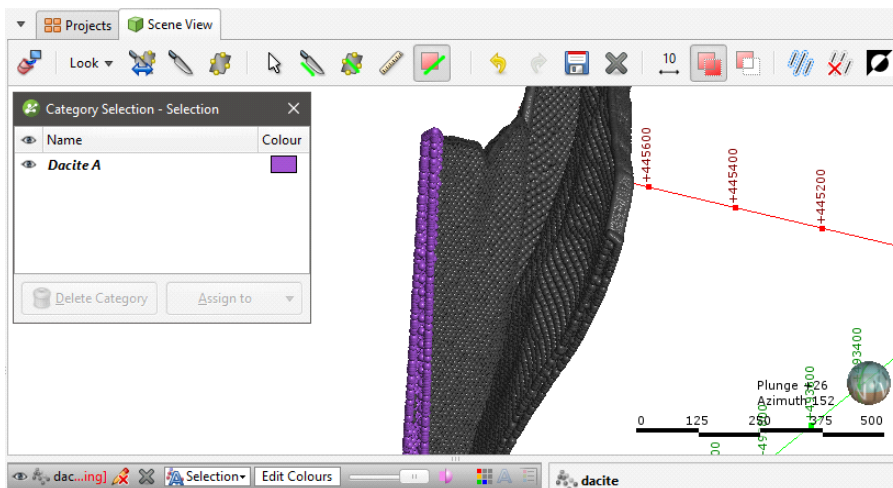 Projects
Scene View
Look
10
Category Selection - Selection
Name
Colour
Dacite A
Delete Category
Assign to
+445600
+445400
+445200
Plunge +26
Azimuth 152
0 125 250 375 500
dac...ing]
Selection
Edit Colours
dacite